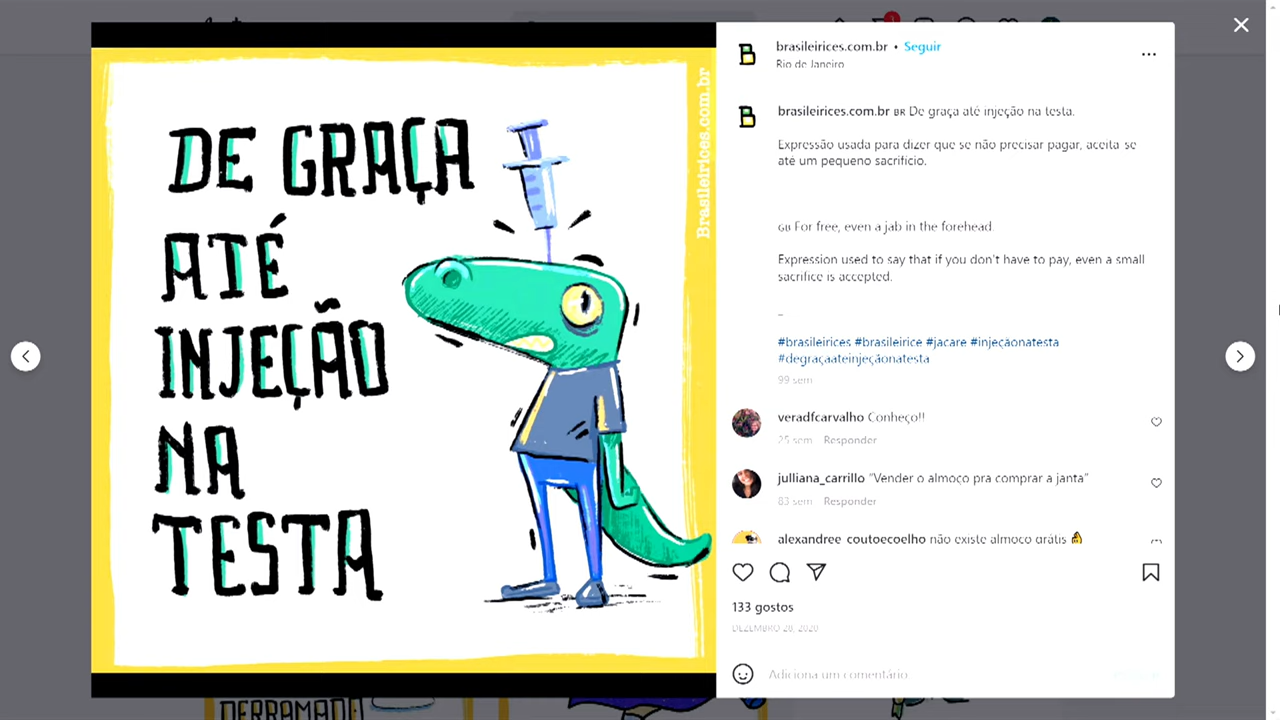 DE GRAÇA
ATÉ
INJEÇÃO
NA
TESTA
Brasileirices.com.br
brasileirices.com.br • Seguir
Rio de Janeiro
brasileirices.com.br BR De graça até injeção na testa.
Expressão usada para dizer que se não precisar pagar, aceita-se
até um pequeno sacrifício.
GB For free, even a jab in the forehead.
Expression used to say that if you don't have to pay, even a small
sacrifice is accepted.
_
#brasileirices #brasileirice #jacare #injeçãonatesta
#degraçaateinjeçãonatesta
99 sem
veradfcarvalho Conheço!!
25 sem Responder
julliana_carrillo "Vender o almoço pra comprar a janta"
83 sem Responder
alexandree_coutoecoelho não existe almoço grátis
133 gostos
DEZEMBRO 28, 2020
Adiciona um comentário
DERRAMADO